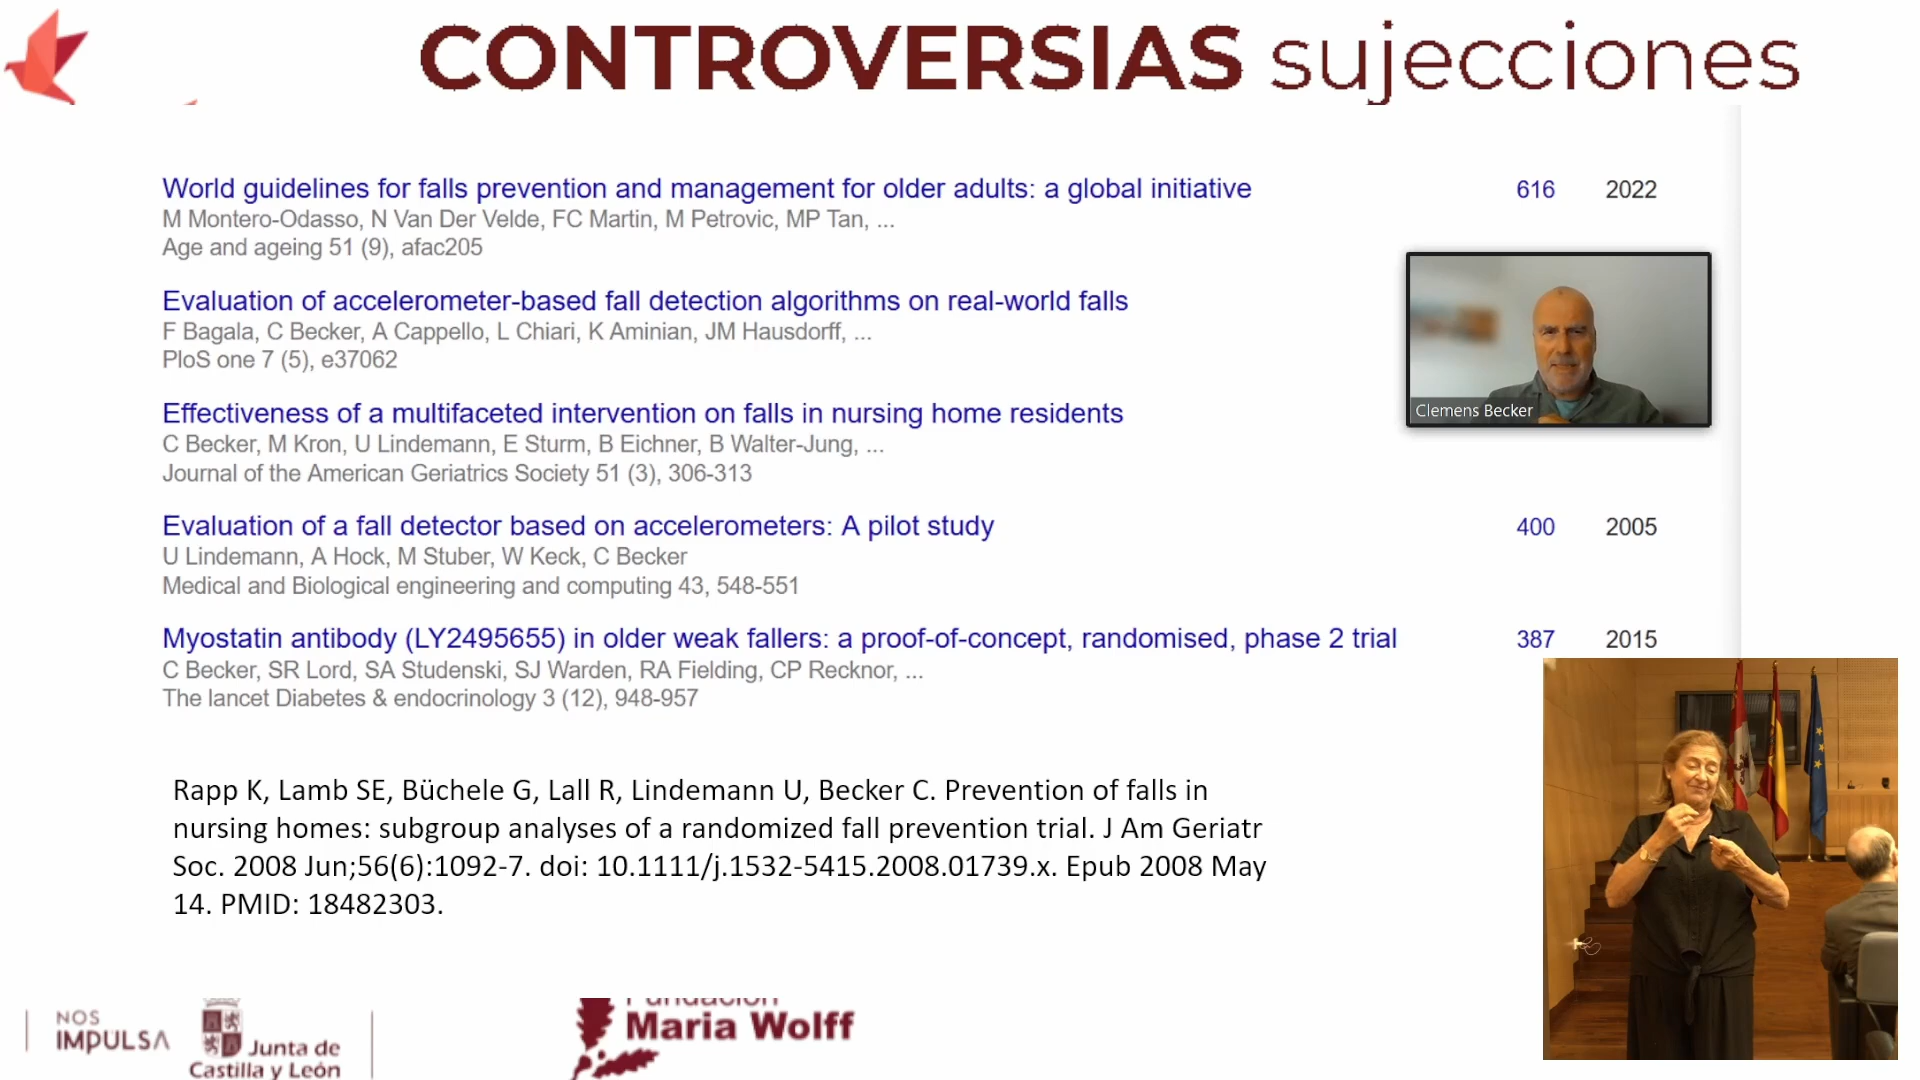 CONTROVERSIAS sujecciones
World guidelines for falls prevention and management for older adults: a global initiative 616 2022
M Montero-Odasso, N Van Der Velde, FC Martin, M Petrovic, MP Tan, ...
Age and ageing 51 (9), afac205
Evaluation of accelerometer-based fall detection algorithms on real-world falls
F Bagala, C Becker, A Cappello, L Chiari, K Aminian, JM Hausdorff, ...
PloS one 7 (5), e37062
Effectiveness of a multifaceted intervention on falls in nursing home residents
C Becker, M Kron, U Lindemann, E Sturm, B Eichner, B Walter-Jung, ...
Journal of the American Geriatrics Society 51 (3), 306-313
Clemens Becker
Evaluation of a fall detector based on accelerometers: A pilot study 400 2005
U Lindemann, A Hock, M Stuber, W Keck, C Becker
Medical and Biological engineering and computing 43, 548-551
Myostatin antibody (LY2495655) in older weak fallers: a proof-of-concept, randomised, phase 2 trial 387 2015
C Becker, SR Lord, SA Studenski, SJ Warden, RA Fielding, CP Recknor, ...
The lancet Diabetes & endocrinology 3 (12), 948-957
Rapp K, Lamb SE, Büchele G, Lall R, Lindemann U, Becker C. Prevention of falls in
nursing homes: subgroup analyses of a randomized fall prevention trial. J Am Geriatr
Soc. 2008 Jun;56(6):1092-7. doi: 10.1111/j.1532-5415.2008.01739.x. Epub 2008 May
14. PMID: 18482303.
NOS
IMPULSA
Junta de
Castilla y León
Fundación
Maria Wolff